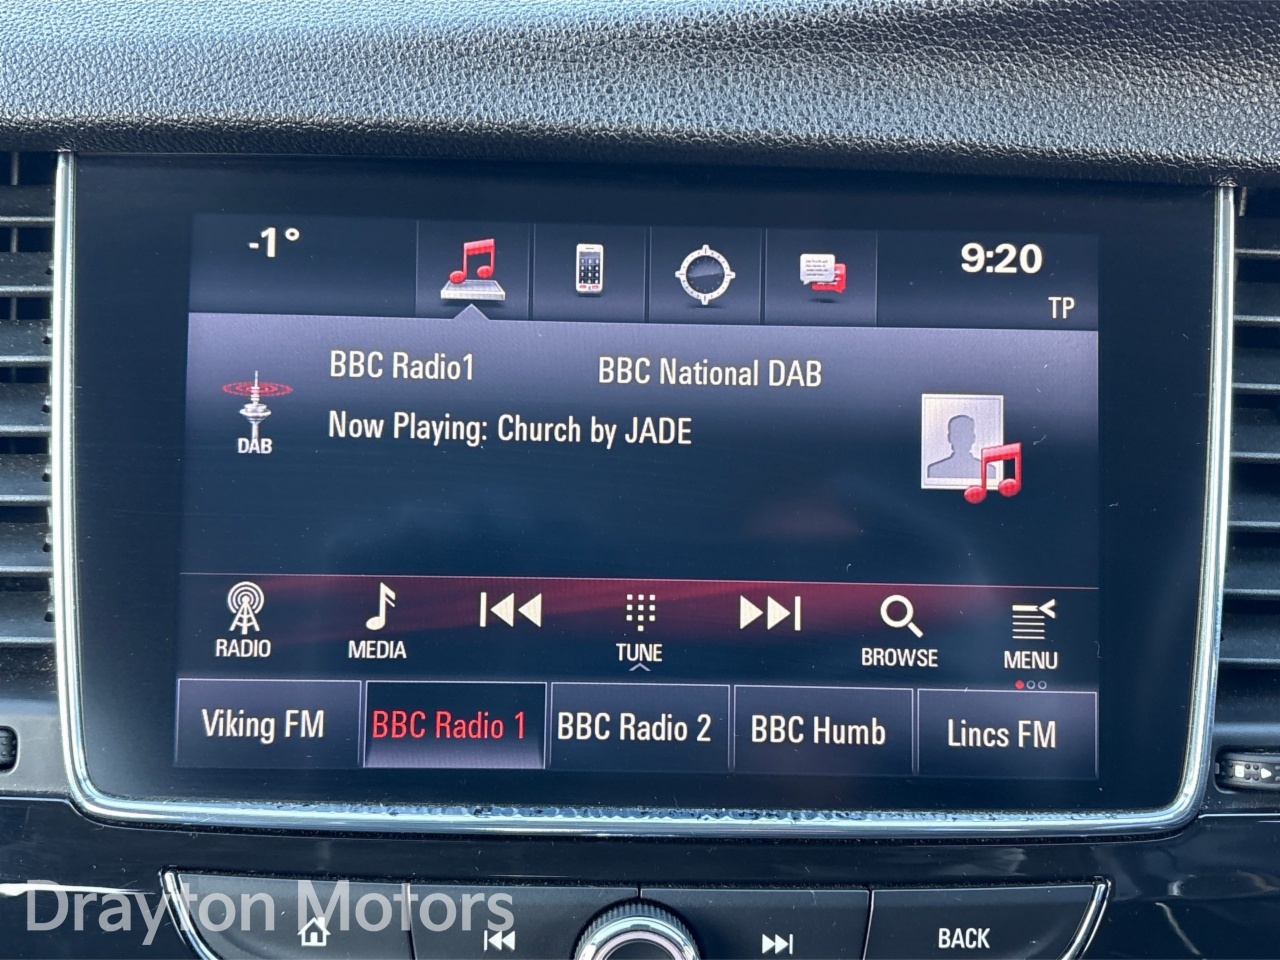 -1°
9:20
TP
BBC Radio1
BBC National DAB
Now Playing: Church by JADE
DAB
RADIO
MEDIA
TUNE
BROWSE
MENU
Viking FM
BBC Radio 1
BBC Radio 2
BBC Humb
Lincs FM
Drayton Motors
BACK